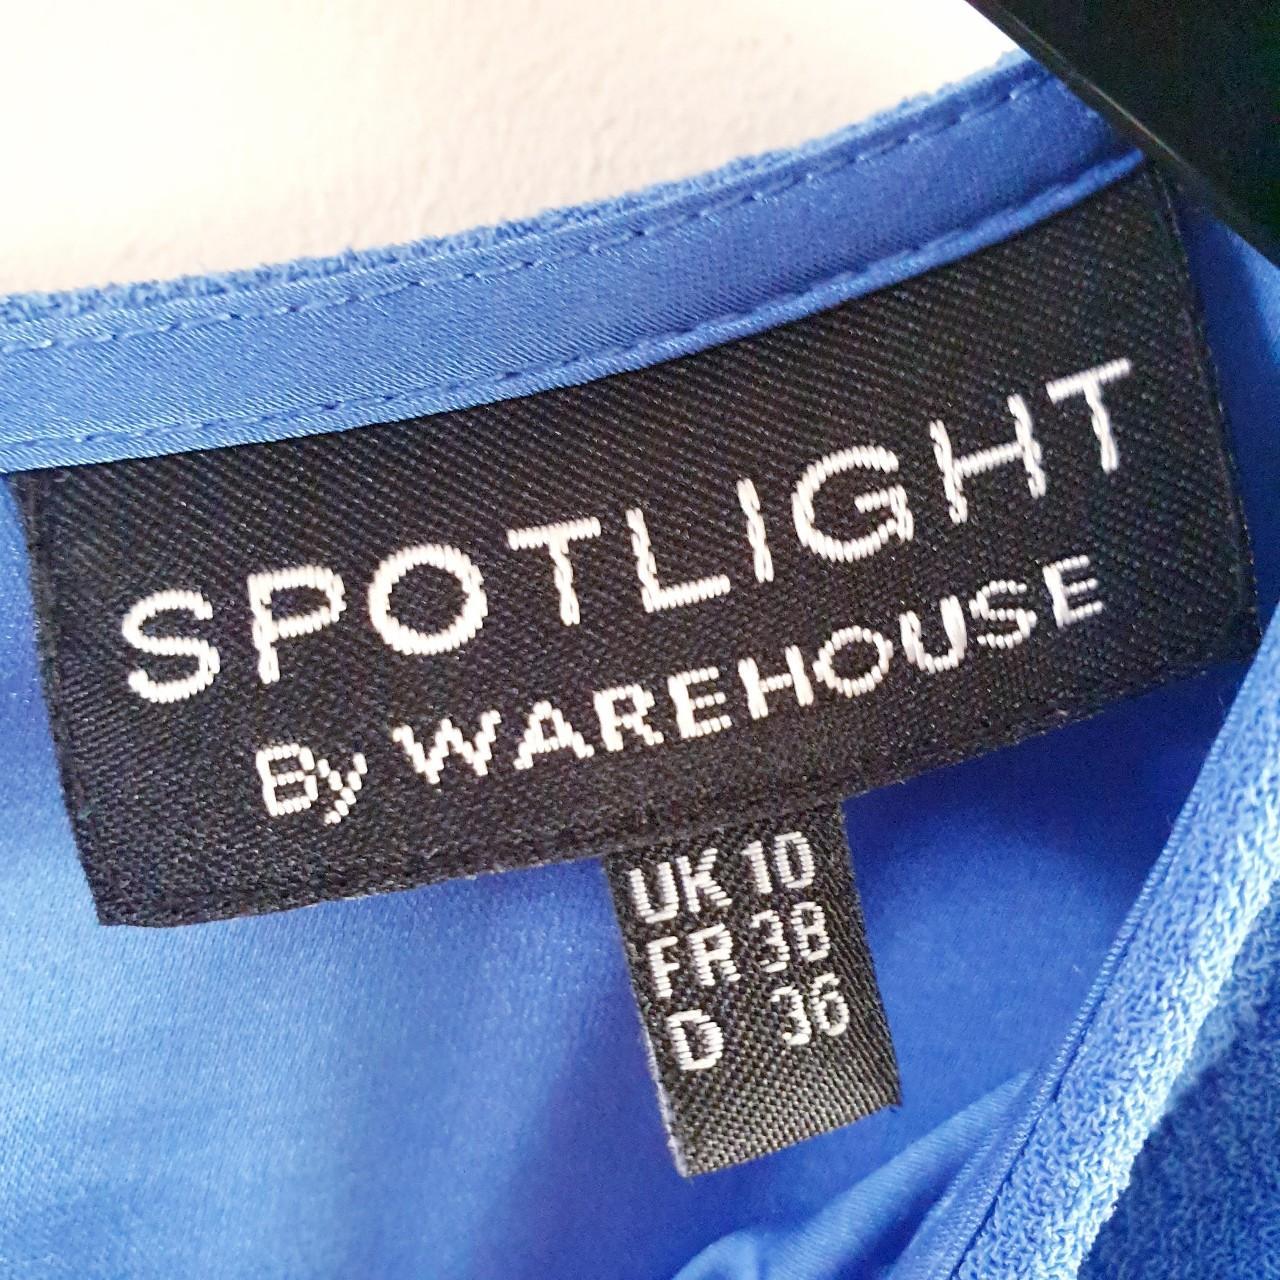 SPOTLIGHT
By WAREHOUSE
UK 10
FR 38
D 36